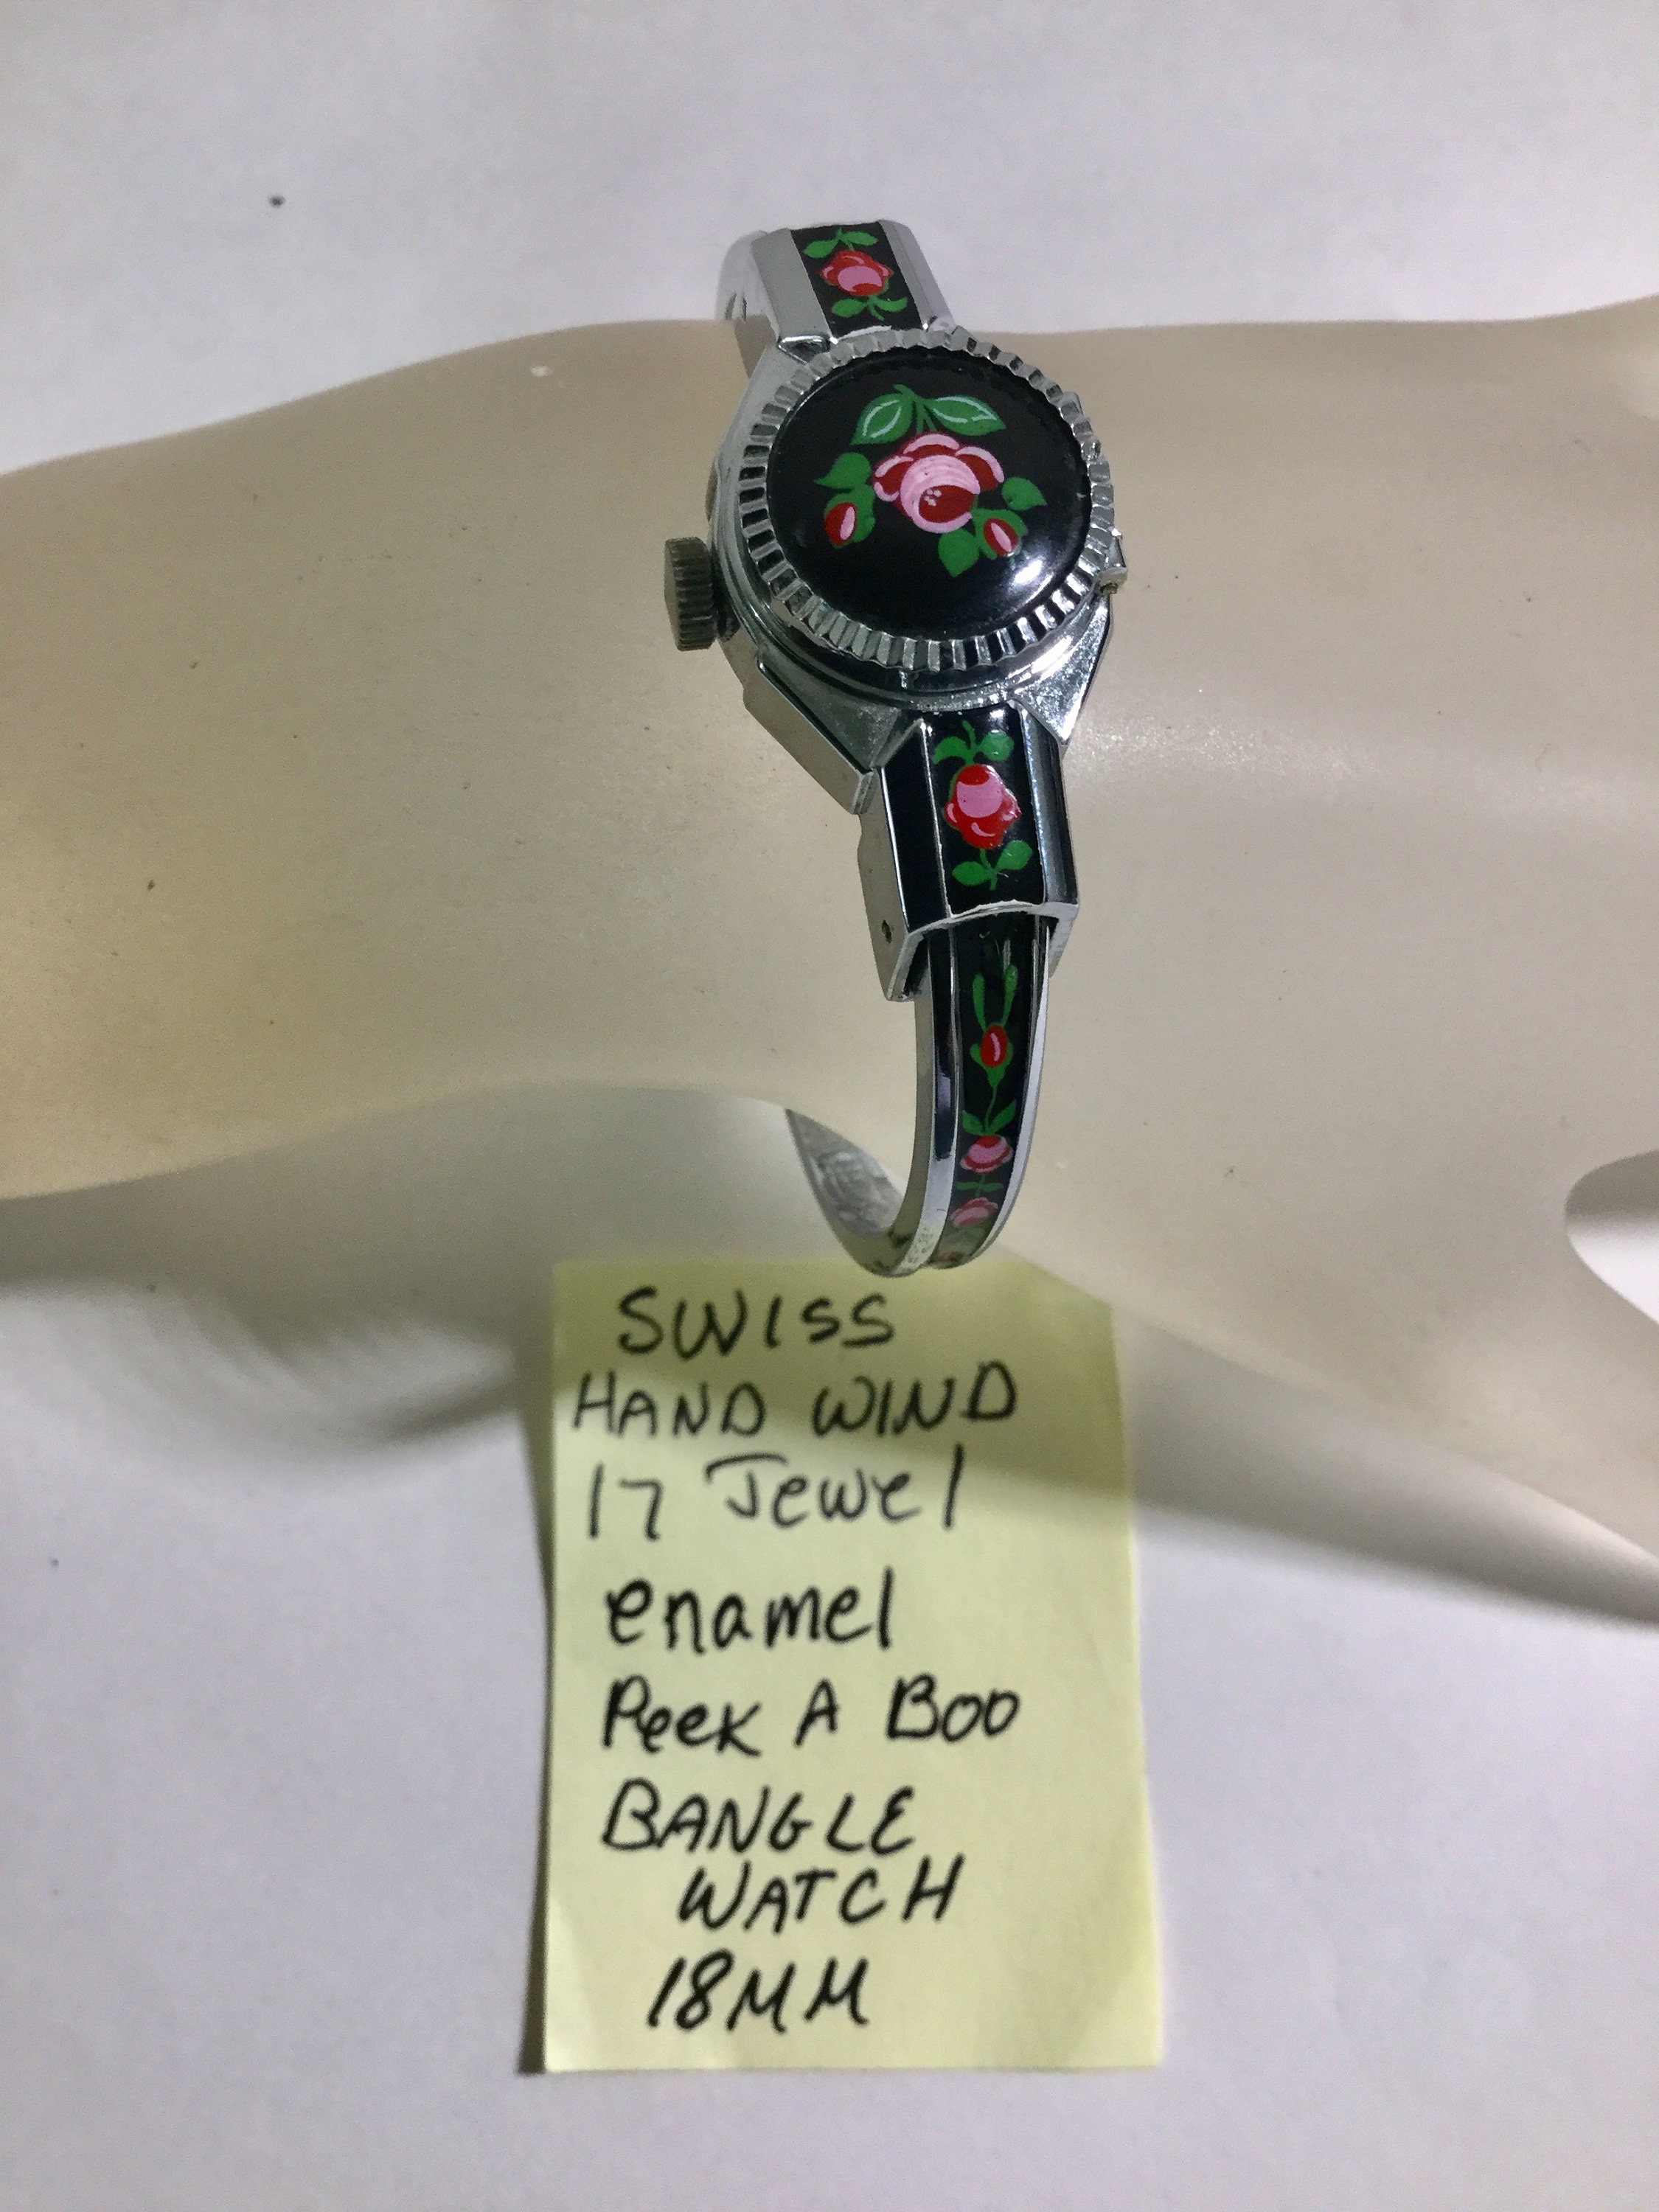 SWISS
HAND WIND
17 Jewel
enamel
Peek A Boo
BANGLE
WATCH
18MM